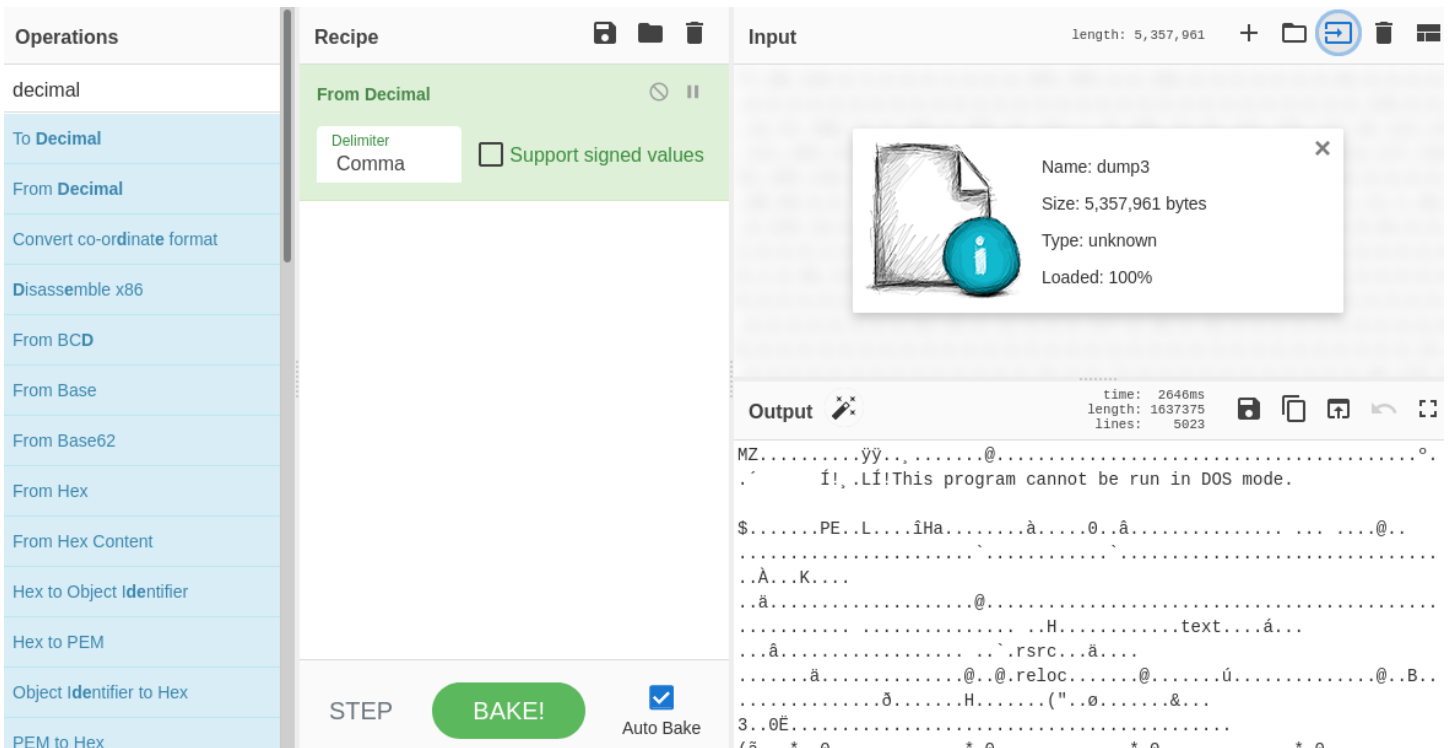 Operations
decimal
To Decimal
From Decimal
Convert co-ordinate format
Disassemble x86
From BCD
From Base
From Base62
From Hex
From Hex Content
Hex to Object Identifier
Hex to PEM
Object Identifier to Hex
PEM to Hex
Recipe
From Decimal
Delimiter
Comma
Support signed values
STEP
BAKE!
Auto Bake
Input
length: 5,357,961
Name: dump3
Size: 5,357,961 bytes
Type: unknown
Loaded: 100%
Output
time: 2646ms
length: 1637375
lines: 5023
MZ..........ÿÿ..¸.......@.........................................º.
.´ Í!¸.LÍ!This program cannot be run in DOS mode.
$.......PE..L....îHa........à.....0..â............... ... ....@..
.......................`............`...............................
..À...K....
..ä....................@............................................
........... ............... ..H............text....á...
...â.................. ..`.rsrc...ä....
.......ä..............@..@.reloc.......@.......ú..............@..B..
..............ð.......H.......("..ø.......&...
3..0Ë...........................................